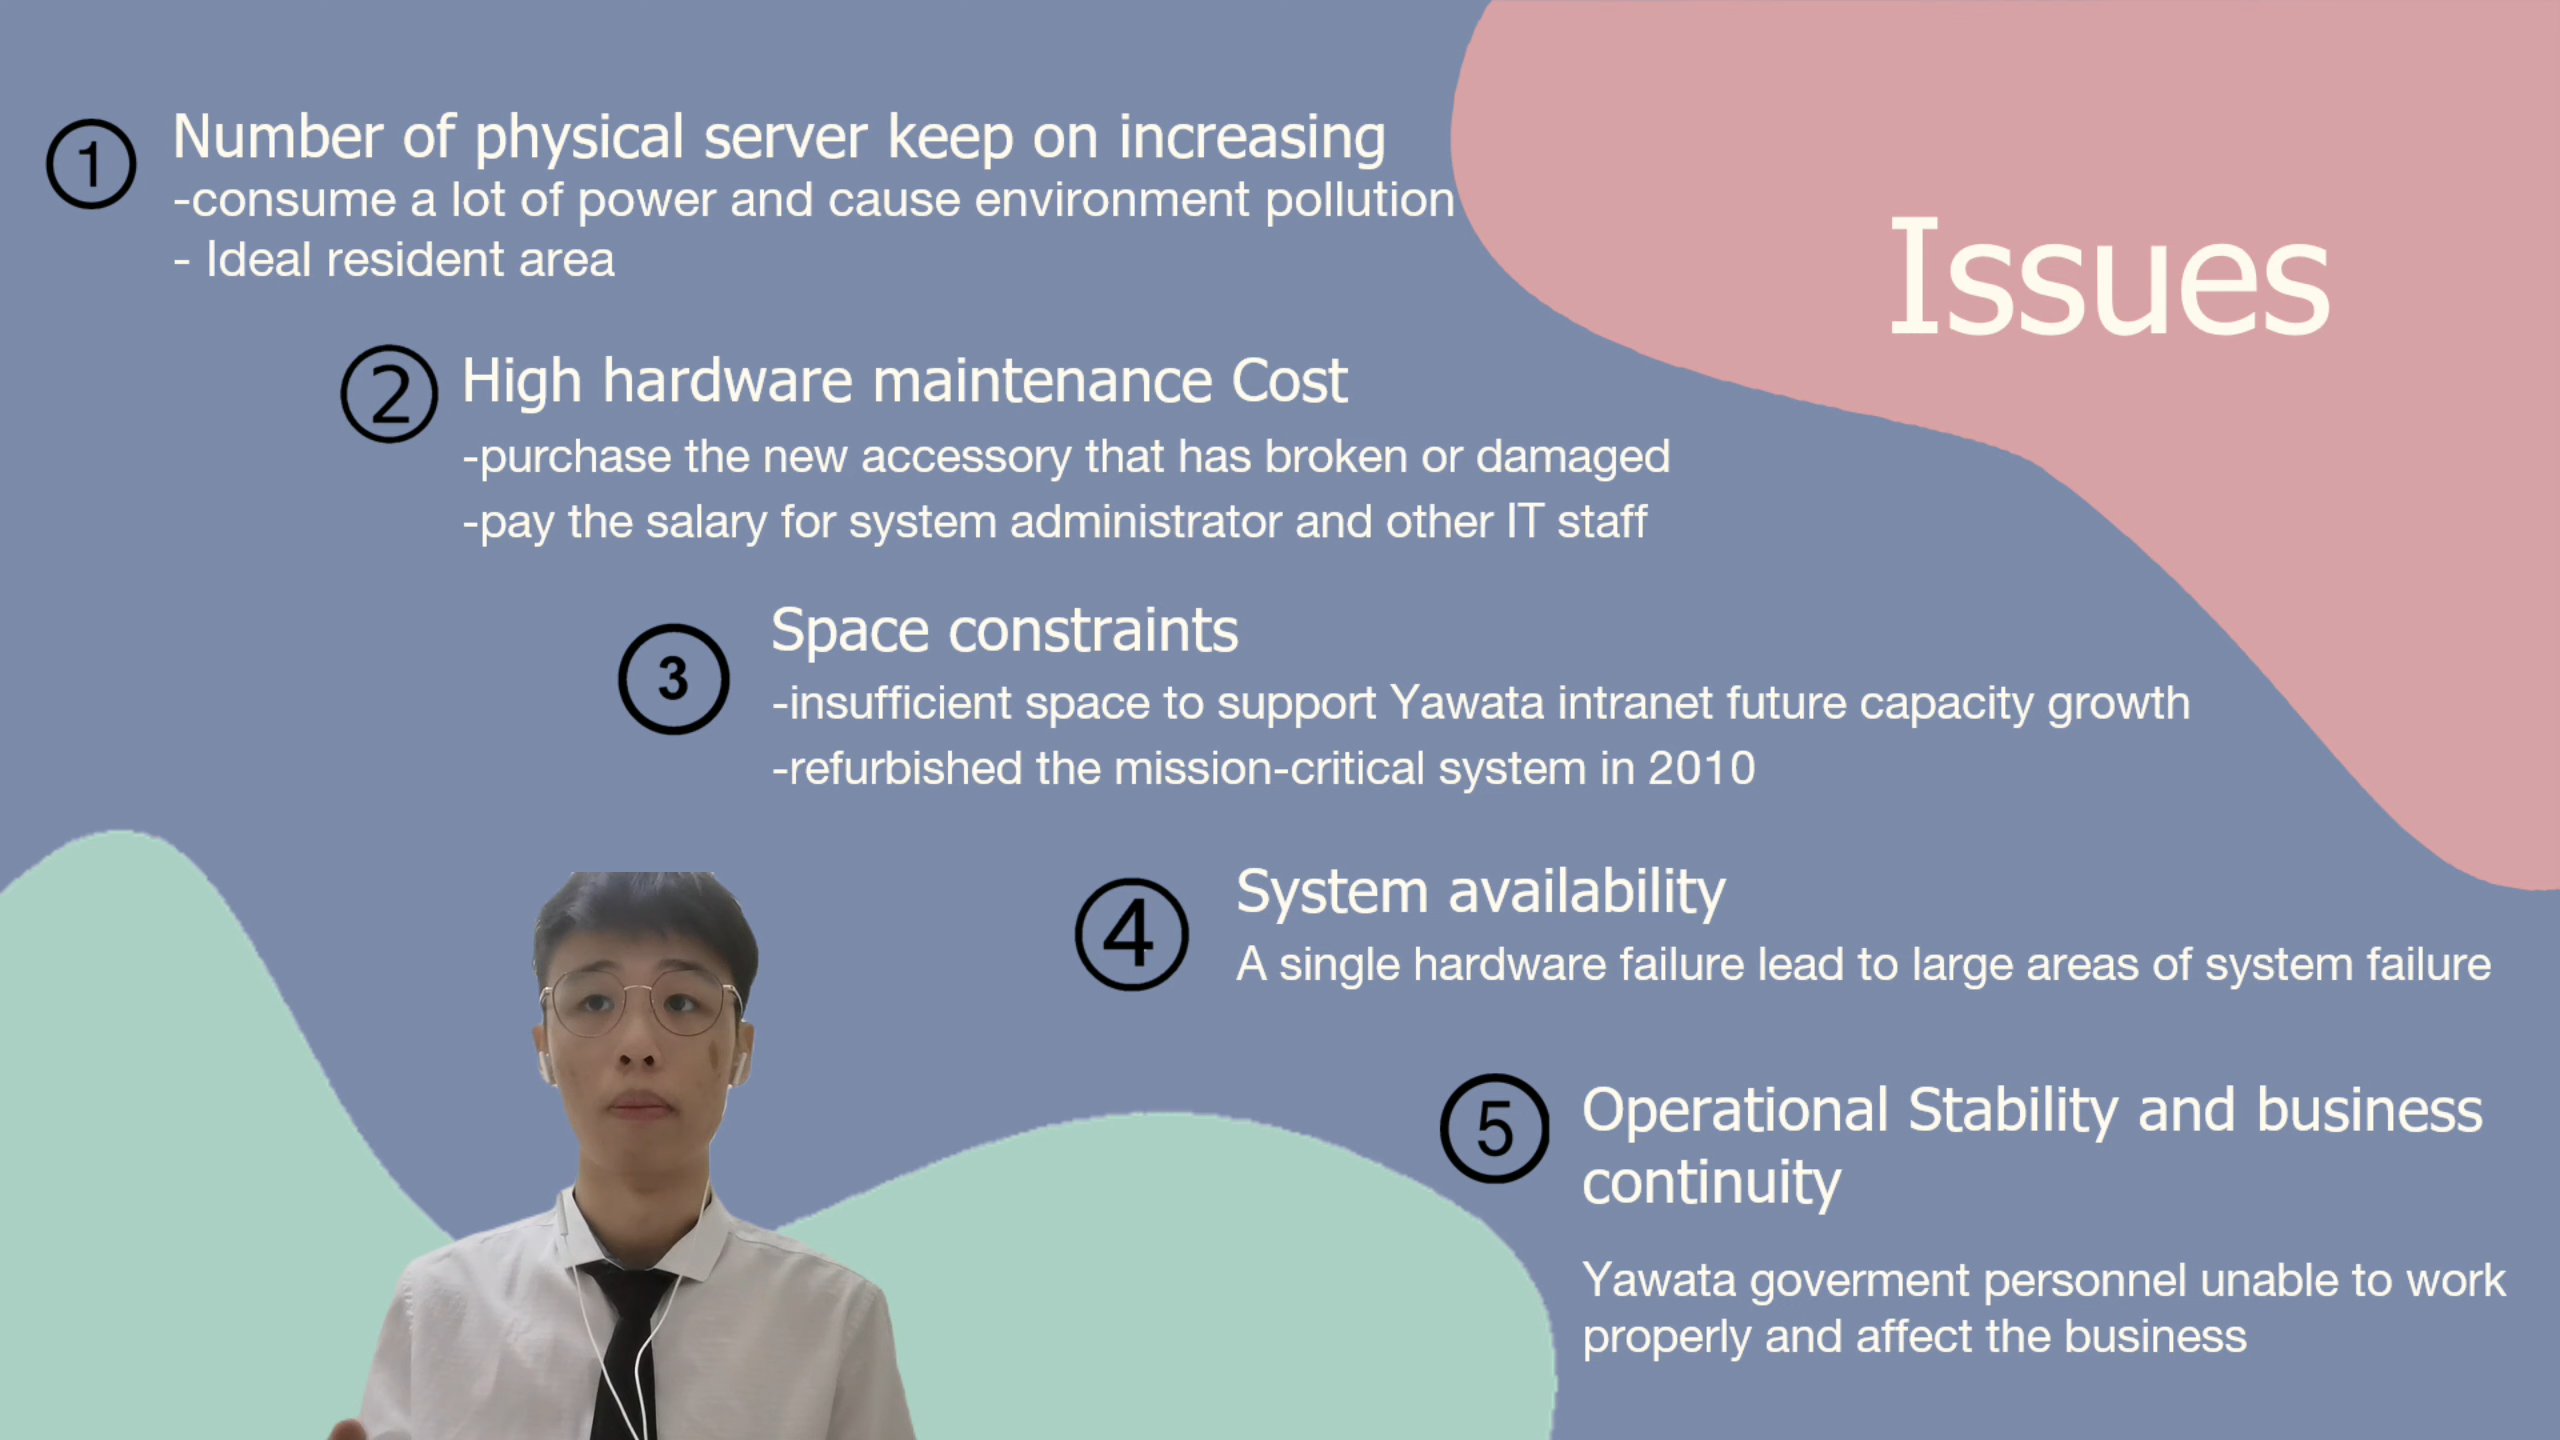 Issues
1
Number of physical server keep on increasing
-consume a lot of power and cause environment pollution
- Ideal resident area
2
High hardware maintenance Cost
-purchase the new accessory that has broken or damaged
-pay the salary for system administrator and other IT staff
3
Space constraints
-insufficient space to support Yawata intranet future capacity growth
-refurbished the mission-critical system in 2010
4
System availability
A single hardware failure lead to large areas of system failure
5
Operational Stability and business
continuity
Yawata goverment personnel unable to work
properly and affect the business